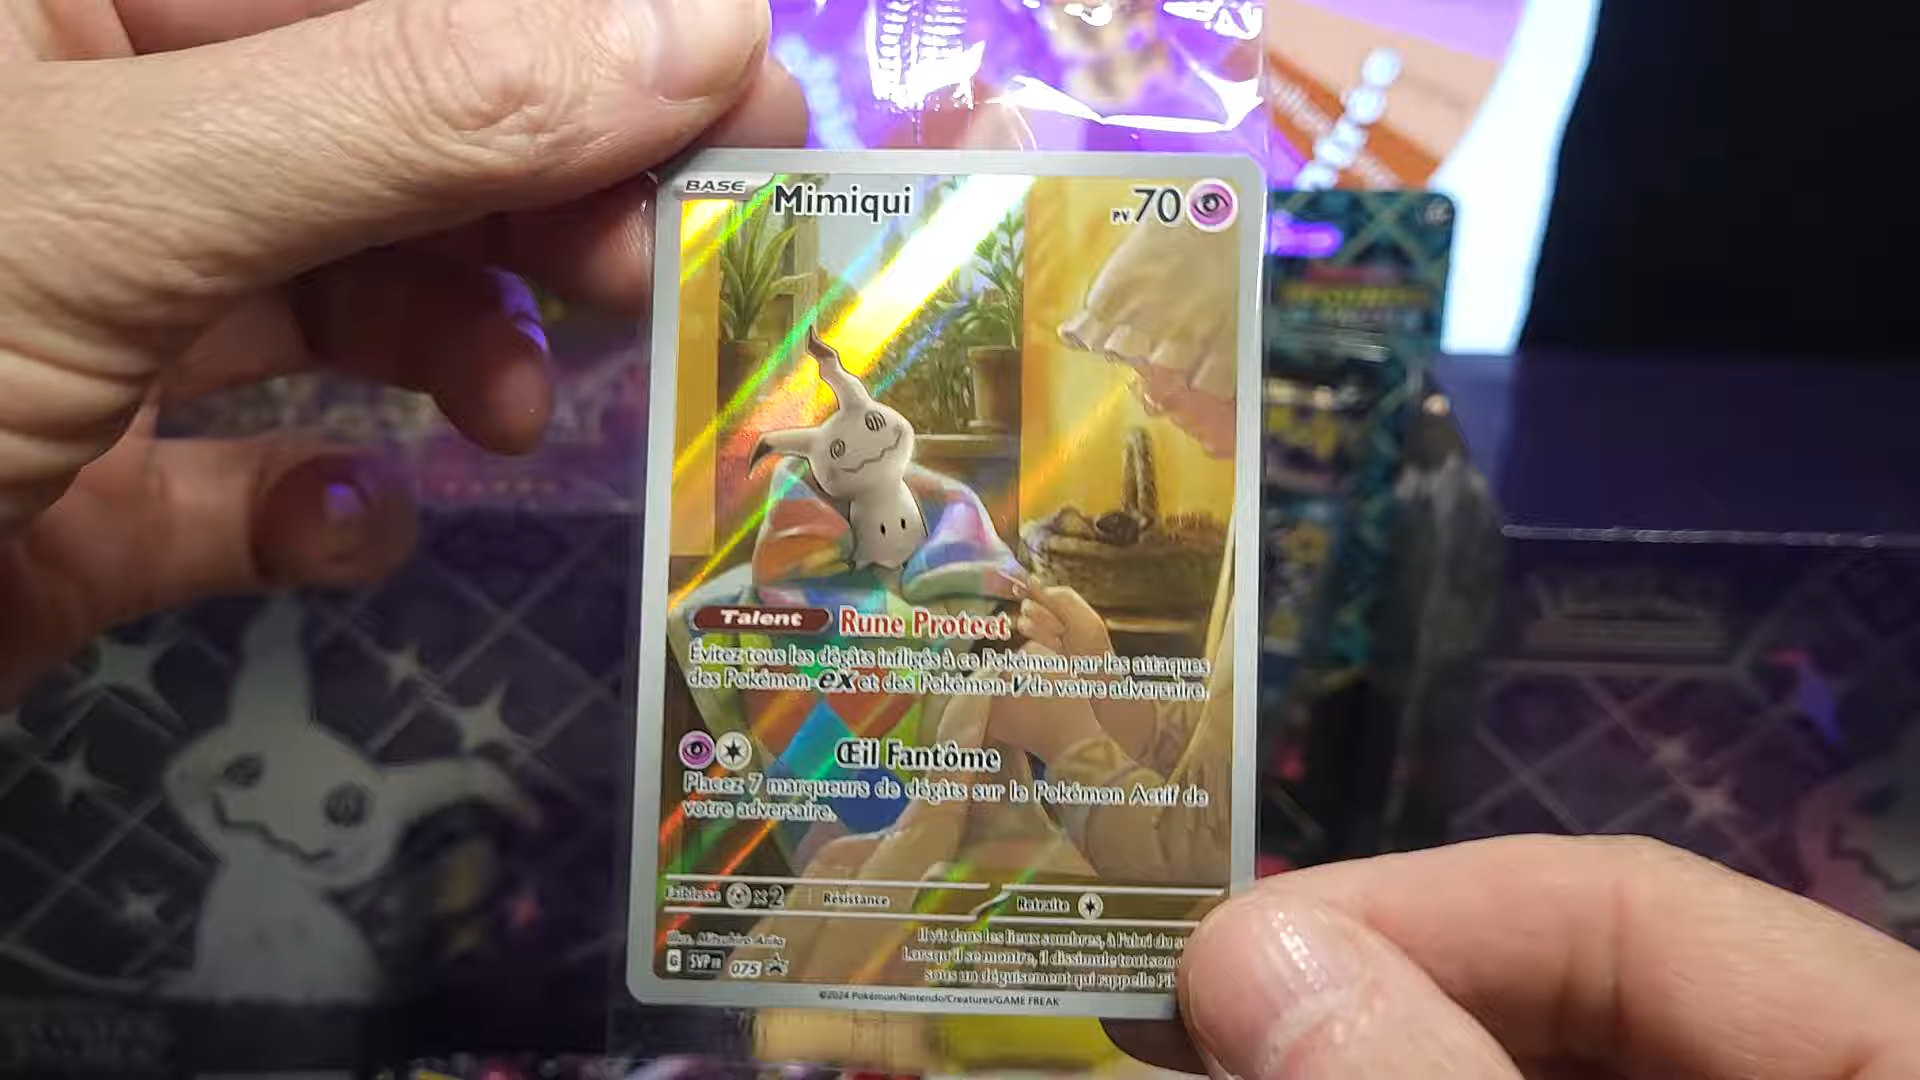 BASE Mimiqui PV 70
Talent Rune Protect
Évitez tous les dégâts infligés à ce Pokémon par les attaques
des Pokémon-ex et des Pokémon-V de votre adversaire.
Œil Fantôme
Placez 7 marqueurs de dégâts sur le Pokémon Actif de
votre adversaire.
Faiblesse ×2 Résistance Retraite
Illus. Mitsuhiro Arita
Il vit dans les lieux sombres, à l'abri du
Lorsqu'il se montre, il dissimule tout son
sous un déguisement qui rappelle
G SVP FR 075
©2024 Pokémon/Nintendo/Creatures/GAME FREAK